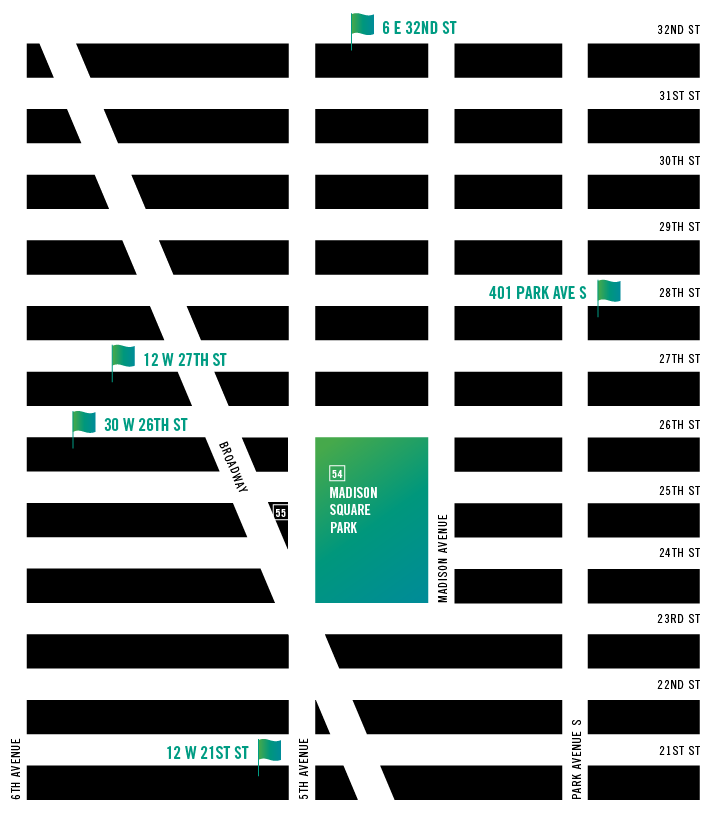 6 E 32ND ST
32ND ST
31ST ST
30TH ST
29TH ST
401 PARK AVE S
28TH ST
12 W 27TH ST
27TH ST
30 W 26TH ST
26TH ST
BROADWAY
54
MADISON
SQUARE
PARK
25TH ST
55
MADISON AVENUE
24TH ST
23RD ST
22ND ST
12 W 21ST ST
21ST ST
6TH AVENUE
5TH AVENUE
PARK AVENUE S